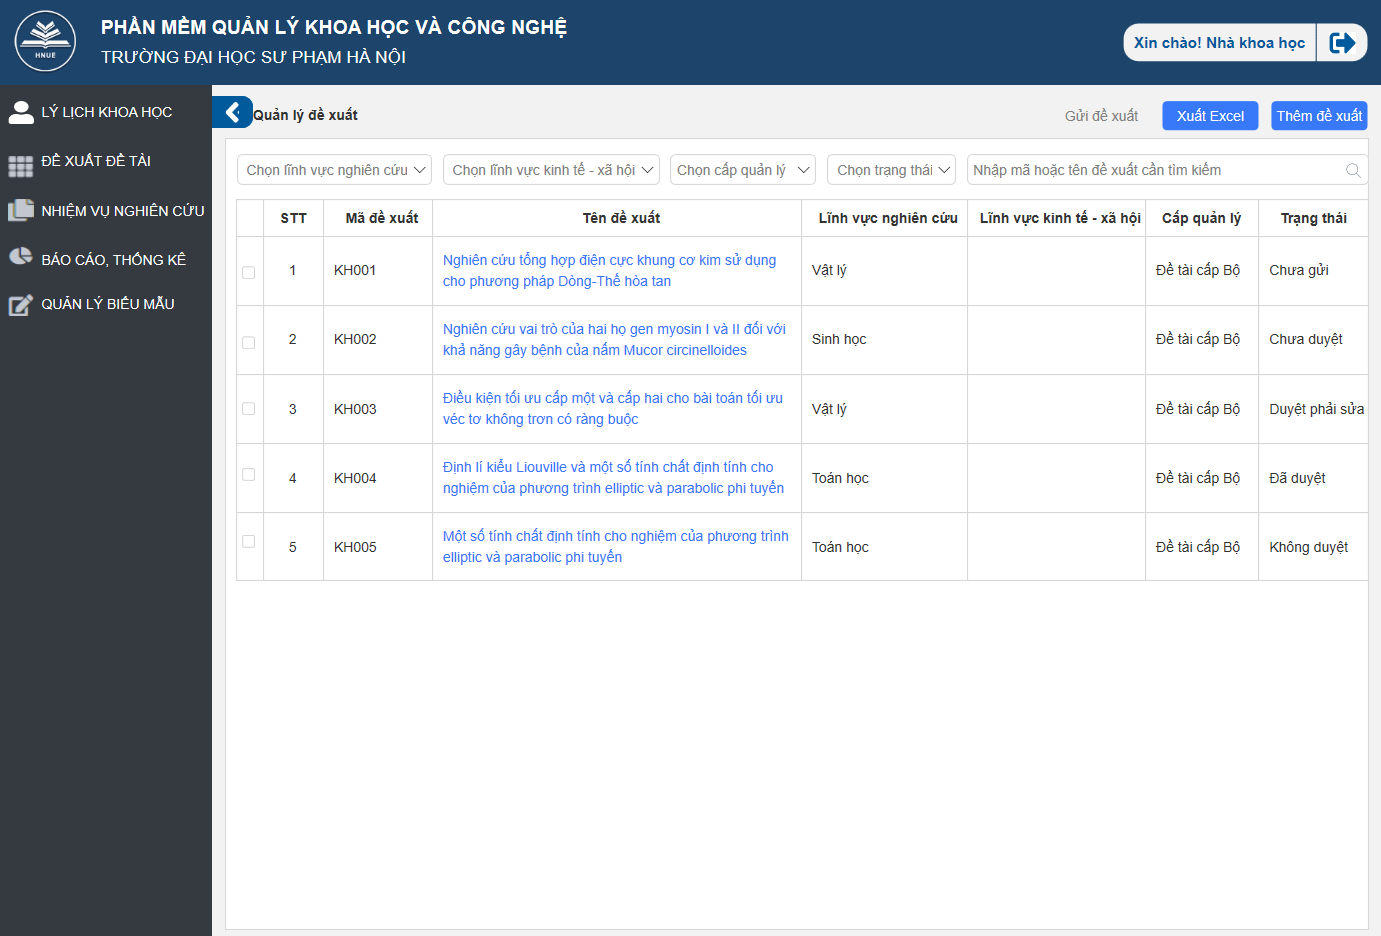 PHẦN MỀM QUẢN LÝ KHOA HỌC VÀ CÔNG NGHỆ
TRƯỜNG ĐẠI HỌC SƯ PHẠM HÀ NỘI
HNUE
Xin chào! Nhà khoa học
LÝ LỊCH KHOA HỌC
ĐỀ XUẤT ĐỀ TÀI
NHIỆM VỤ NGHIÊN CỨU
BÁO CÁO, THỐNG KÊ
QUẢN LÝ BIỂU MẪU
Quản lý đề xuất
Gửi đề xuất
Xuất Excel
Thêm đề xuất
Chọn lĩnh vực nghiên cứu
Chọn lĩnh vực kinh tế - xã hội
Chọn cấp quản lý
Chọn trạng thái
Nhập mã hoặc tên đề xuất cần tìm kiếm
STT Mã đề xuất Tên đề xuất Lĩnh vực nghiên cứu Lĩnh vực kinh tế - xã hội Cấp quản lý Trạng thái
1 KH001 Nghiên cứu tổng hợp điện cực khung cơ kim sử dụng
cho phương pháp Dòng-Thế hòa tan Vật lý Đề tài cấp Bộ Chưa gửi
2 KH002 Nghiên cứu vai trò của hai họ gen myosin I và II đối với
khả năng gây bệnh của nấm Mucor circinelloides Sinh học Đề tài cấp Bộ Chưa duyệt
3 KH003 Điều kiện tối ưu cấp một và cấp hai cho bài toán tối ưu
véc tơ không trơn có ràng buộc Vật lý Đề tài cấp Bộ Duyệt phải sửa
4 KH004 Định lí kiểu Liouville và một số tính chất định tính cho
nghiệm của phương trình elliptic và parabolic phi tuyến Toán học Đề tài cấp Bộ Đã duyệt
5 KH005 Một số tính chất định tính cho nghiệm của phương trình
elliptic và parabolic phi tuyến Toán học Đề tài cấp Bộ Không duyệt